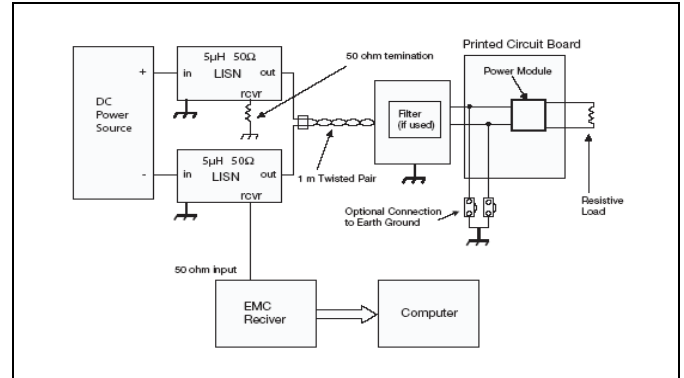 Printed Circuit Board
5µH 50Ω
LISN
in
out
rcvr
50 ohm temination
Power Module
+
DC
Power
Source
Filter
(if used)
5µH 50Ω
LISN
-
in
out
rcvr
1 m Twisted Pair
Optional Connection
to Earth Ground
Resistive
Load
50 ohm input
EMC
Reciver
Computer